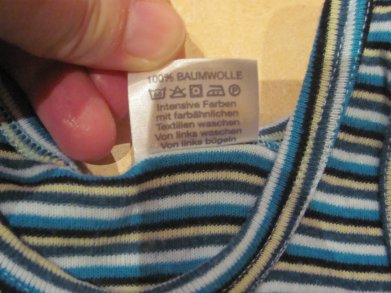 100% BAUMWOLLE
Intensive Farben
mit farbähnlichen
Textilien waschen
Von links waschen
Von links bügeln